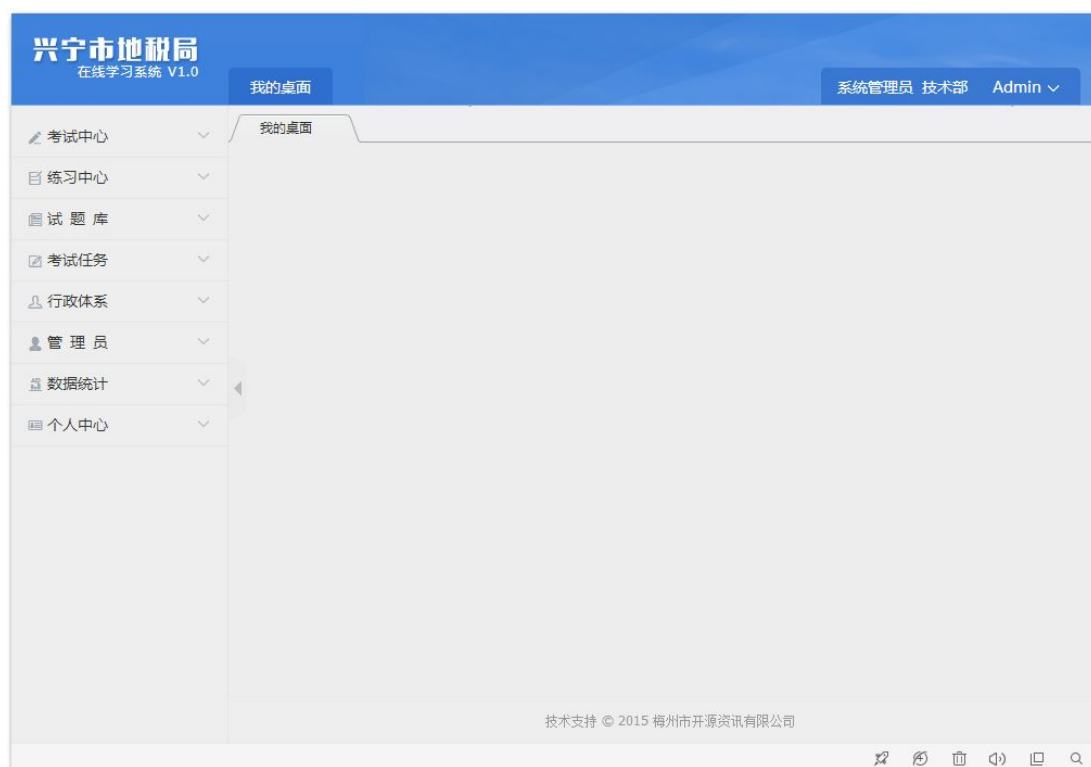 兴宁市地税局
在线学习系统 V1.0
我的桌面
系统管理员 技术部 Admin
考试中心
我的桌面
练习中心
试 题 库
考试任务
行政体系
管 理 员
数据统计
个人中心
技术支持 © 2015 梅州市开源资讯有限公司